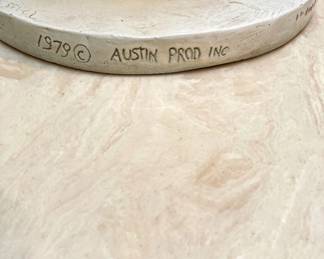 1979 © AUSTIN PROD INC